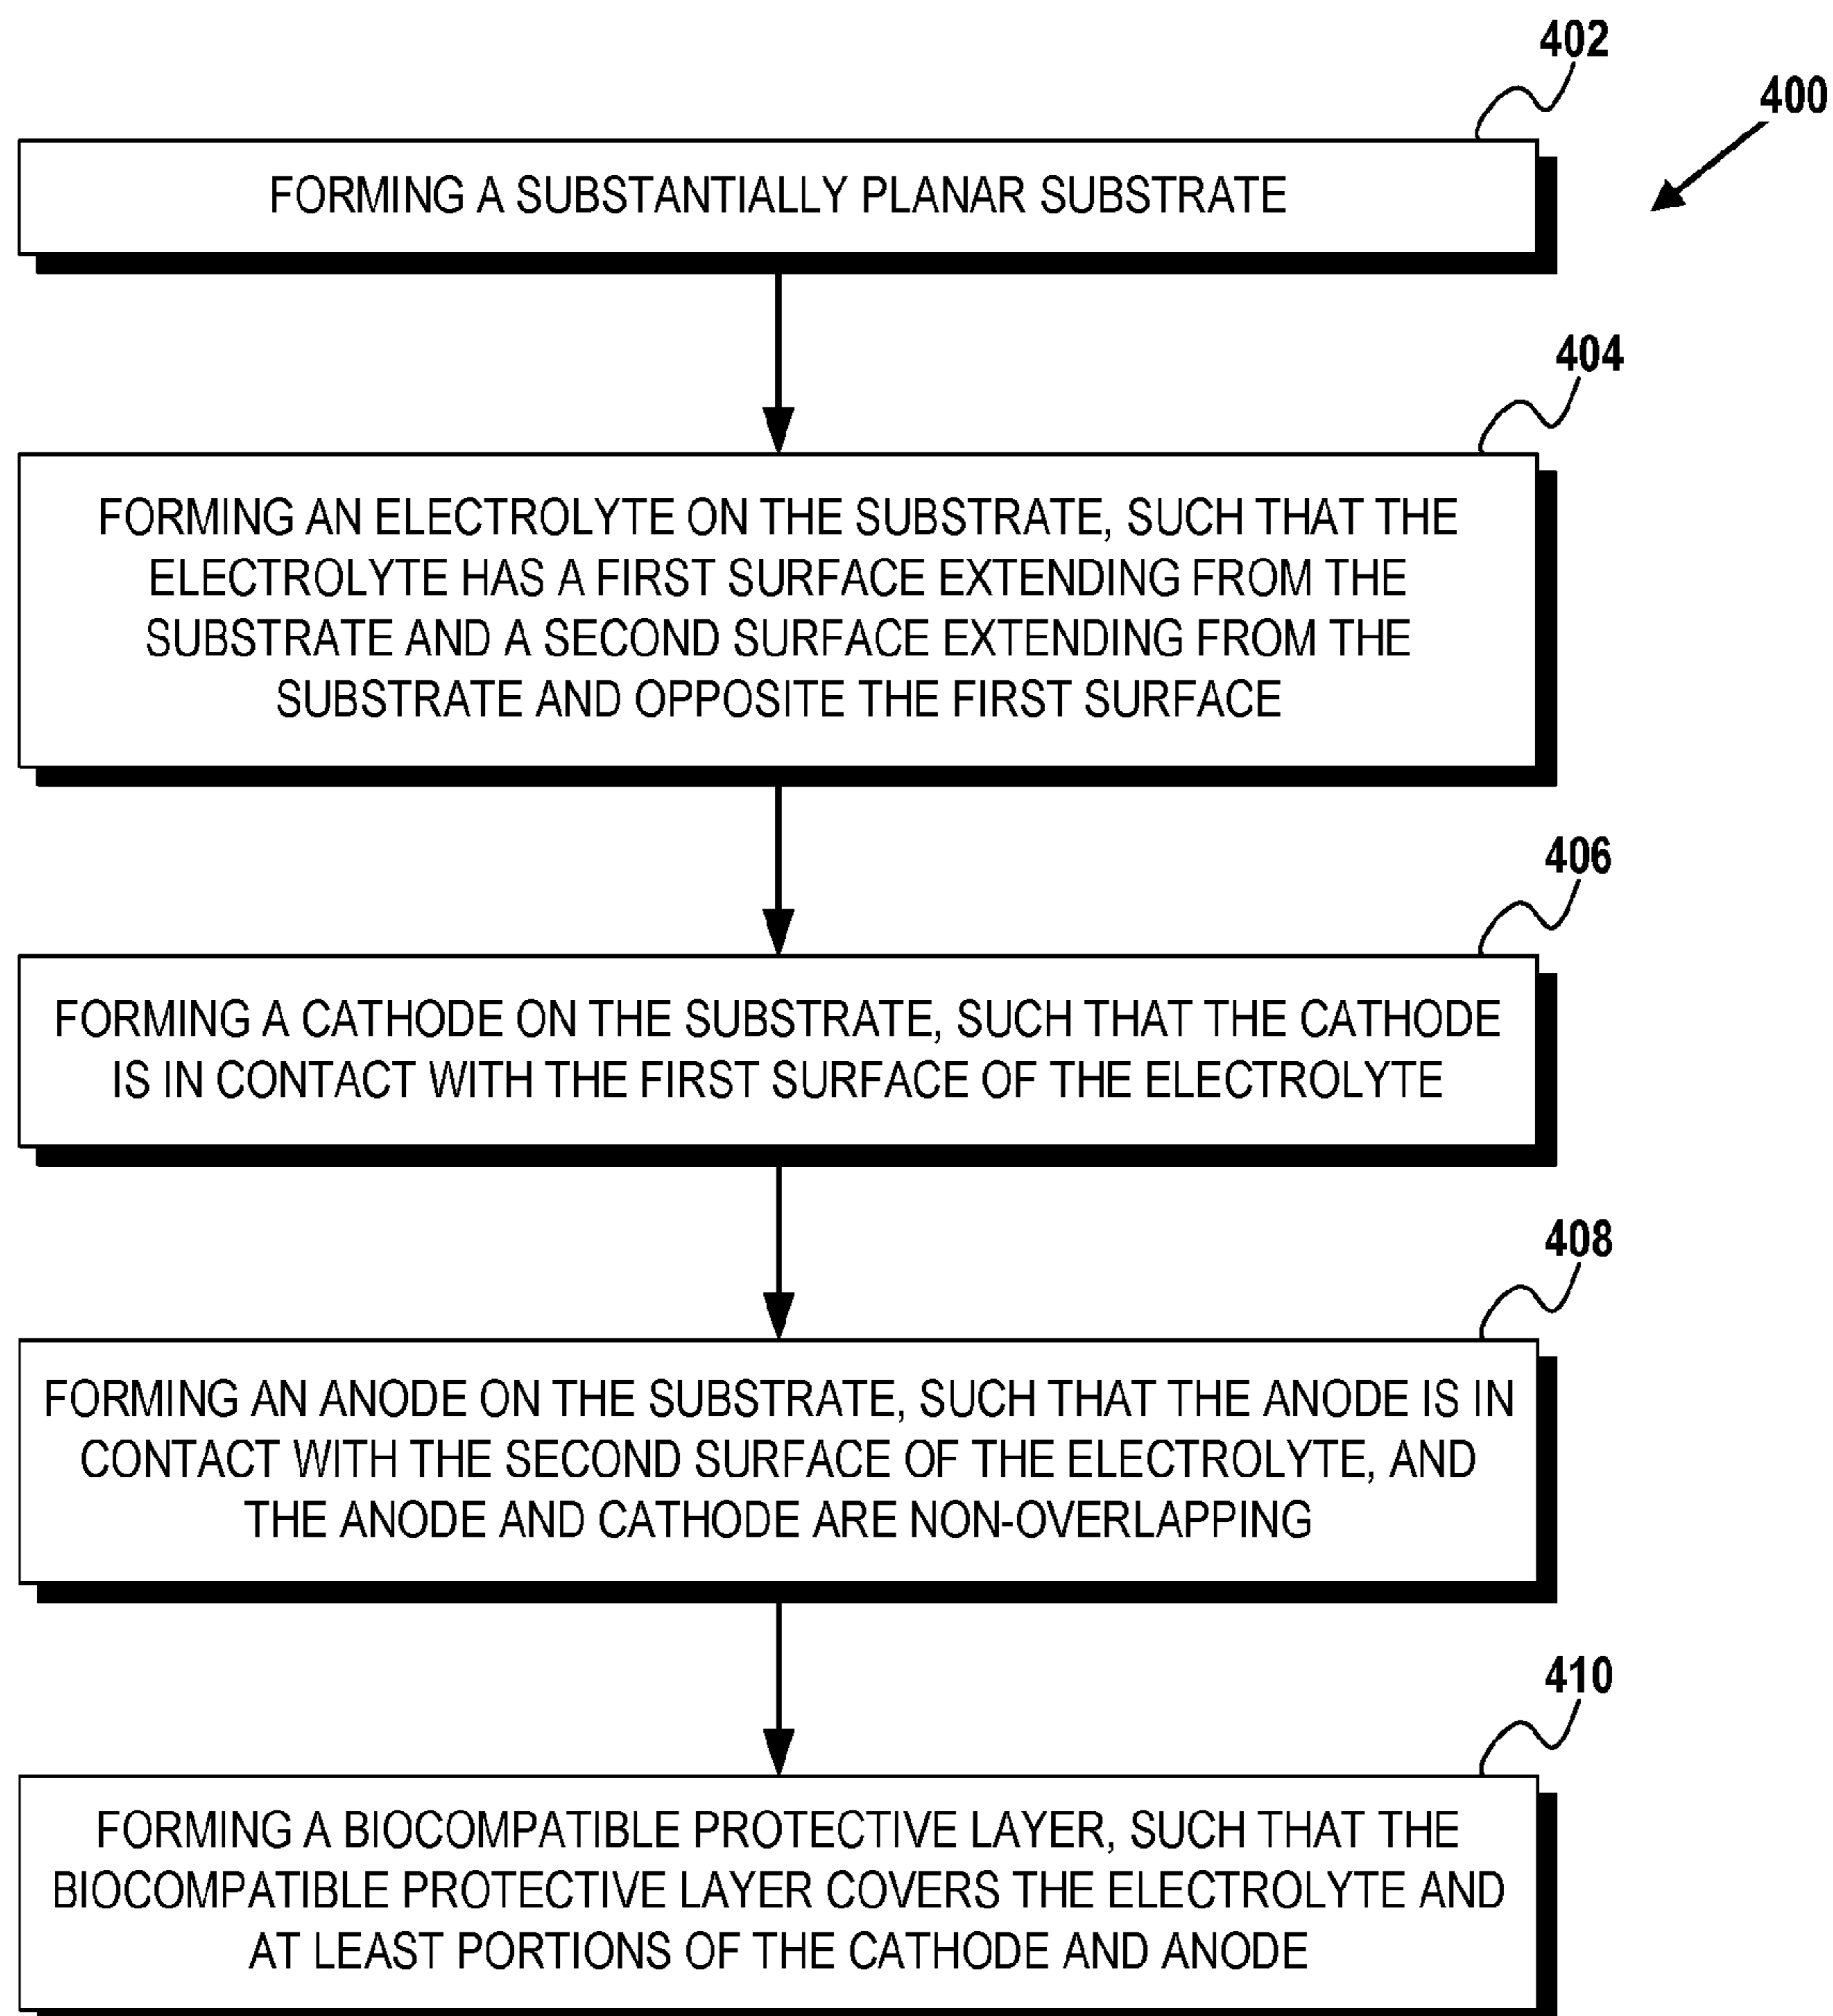 402
400
FORMING A SUBSTANTIALLY PLANAR SUBSTRATE
404
FORMING AN ELECTROLYTE ON THE SUBSTRATE, SUCH THAT THE
ELECTROLYTE HAS A FIRST SURFACE EXTENDING FROM THE
SUBSTRATE AND A SECOND SURFACE EXTENDING FROM THE
SUBSTRATE AND OPPOSITE THE FIRST SURFACE
406
FORMING A CATHODE ON THE SUBSTRATE, SUCH THAT THE CATHODE
IS IN CONTACT WITH THE FIRST SURFACE OF THE ELECTROLYTE
408
FORMING AN ANODE ON THE SUBSTRATE, SUCH THAT THE ANODE IS IN
CONTACT WITH THE SECOND SURFACE OF THE ELECTROLYTE, AND
THE ANODE AND CATHODE ARE NON-OVERLAPPING
410
FORMING A BIOCOMPATIBLE PROTECTIVE LAYER, SUCH THAT THE
BIOCOMPATIBLE PROTECTIVE LAYER COVERS THE ELECTROLYTE AND
AT LEAST PORTIONS OF THE CATHODE AND ANODE